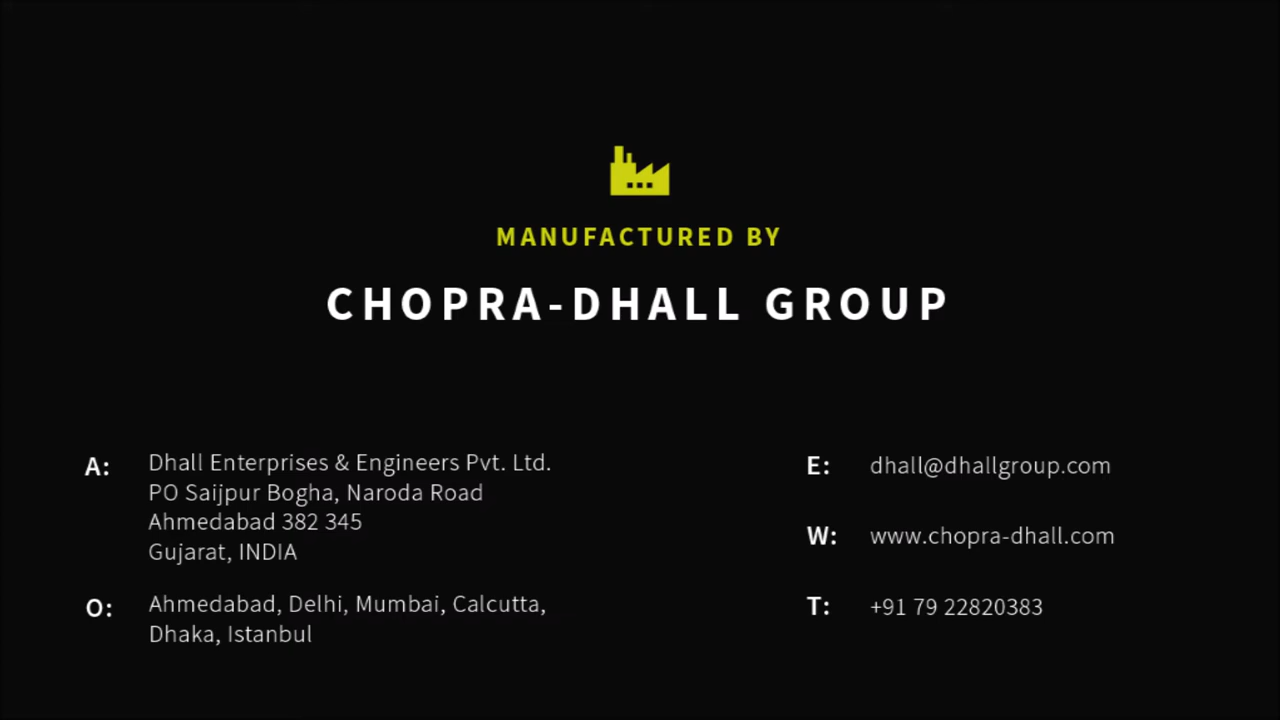 MANUFACTURED BY
CHOPRA-DHALL GROUP
A: Dhall Enterprises & Engineers Pvt. Ltd.
PO Saijpur Bogha, Naroda Road
Ahmedabad 382 345
Gujarat, INDIA
O: Ahmedabad, Delhi, Mumbai, Calcutta,
Dhaka, Istanbul
E: dhall@dhallgroup.com
W: www.chopra-dhall.com
T: +91 79 22820383